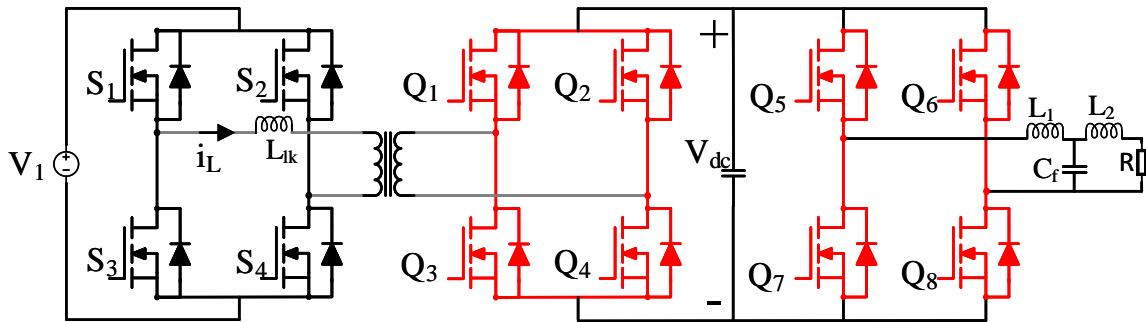 S1
S2
Q1
Q2
+
Q5
Q6
V1
iL
Llk
Vdc
L1
L2
Cf
R
S3
S4
Q3
Q4
-
Q7
Q8